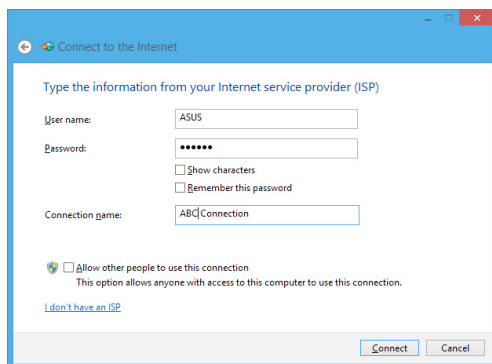 Connect to the Internet
Type the information from your Internet service provider (ISP)
User name: ASUS
Password: ••••••
Show characters
Remember this password
Connection name: ABC Connection
Allow other people to use this connection
This option allows anyone with access to this computer to use this connection.
I don't have an ISP
Connect Cancel